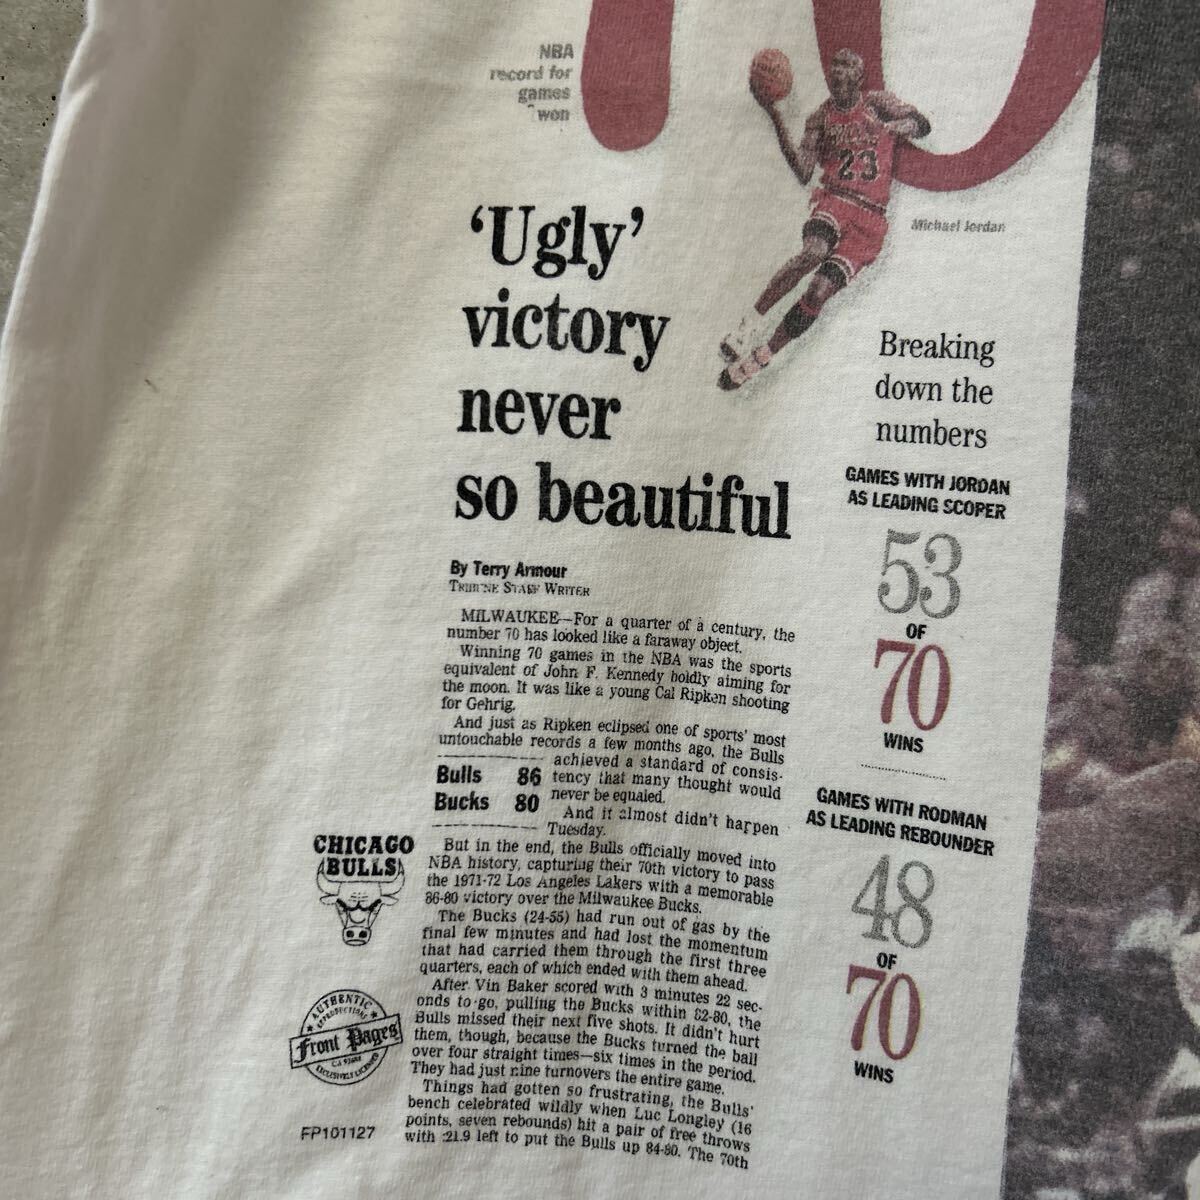 70
NBA
record for
games
won
23
Michael Jordan
'Ugly'
victory
never
so beautiful
By Terry Armour
TRIBUNE STAFF WRITER
MILWAUKEE—For a quarter of a century, the
number 70 has looked like a faraway object.
Winning 70 games in the NBA was the sports
equivalent of John F. Kennedy boldly aiming for
the moon. It was like a young Cal Ripken shooting
for Gehrig.
And just as Ripken eclipsed one of sports' most
untouchable records a few months ago, the Bulls
achieved a standard of consis-
tency that many thought would
never be equaled.
And it almost didn't happen
Tuesday.
Bulls 86
Bucks 80
But in the end, the Bulls officially moved into
NBA history, capturing their 70th victory to pass
the 1971-72 Los Angeles Lakers with a memorable
86-80 victory over the Milwaukee Bucks.
The Bucks (24-55) had run out of gas by the
final few minutes and had lost the momentum
that had carried them through the first three
quarters, each of which ended with them ahead.
After Vin Baker scored with 3 minutes 22 sec-
onds to go, pulling the Bucks within 82-80, the
Bulls missed their next five shots. It didn't hurt
them, though, because the Bucks turned the ball
over four straight times—six times in the period.
They had just nine turnovers the entire game.
Things had gotten so frustrating, the Bulls'
bench celebrated wildly when Luc Longley (16
points, seven rebounds) hit a pair of free throws
with :21.9 left to put the Bulls up 84-80. The 70th
Breaking
down the
numbers
GAMES WITH JORDAN
AS LEADING SCORER
53
OF
70
WINS
GAMES WITH RODMAN
AS LEADING REBOUNDER
48
OF
70
WINS
CHICAGO
BULLS
AUTHENTIC
REPRODUCTIONS
Front Pages
EXCLUSIVELY LICENSED
FP101127